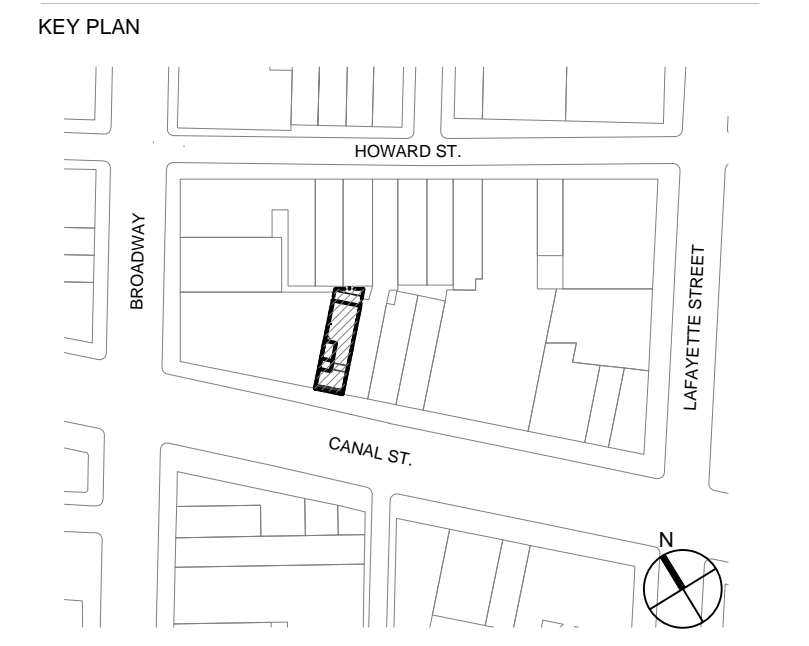 KEY PLAN
HOWARD ST.
BROADWAY
LAFAYETTE STREET
CANAL ST.
N